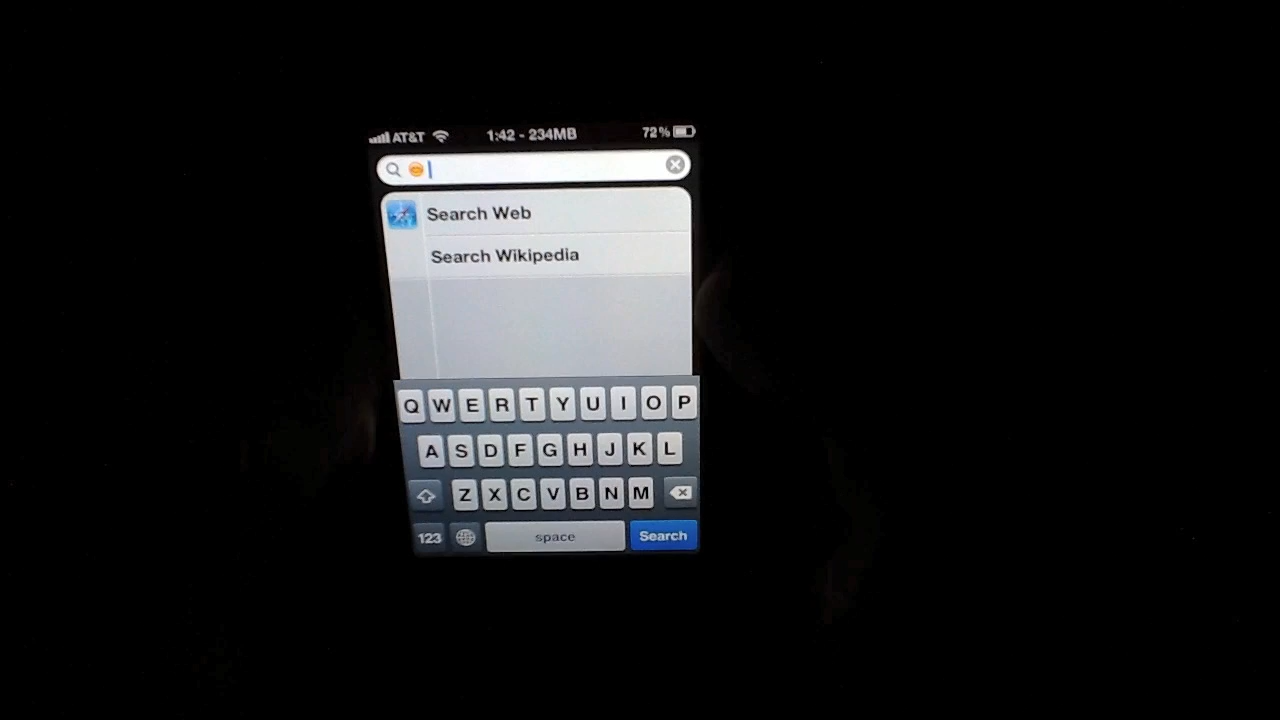 AT&T 1:42 - 234MB 72%
Search Web
Search Wikipedia
Q W E R T Y U I O P
A S D F G H J K L
Z X C V B N M
123 space Search